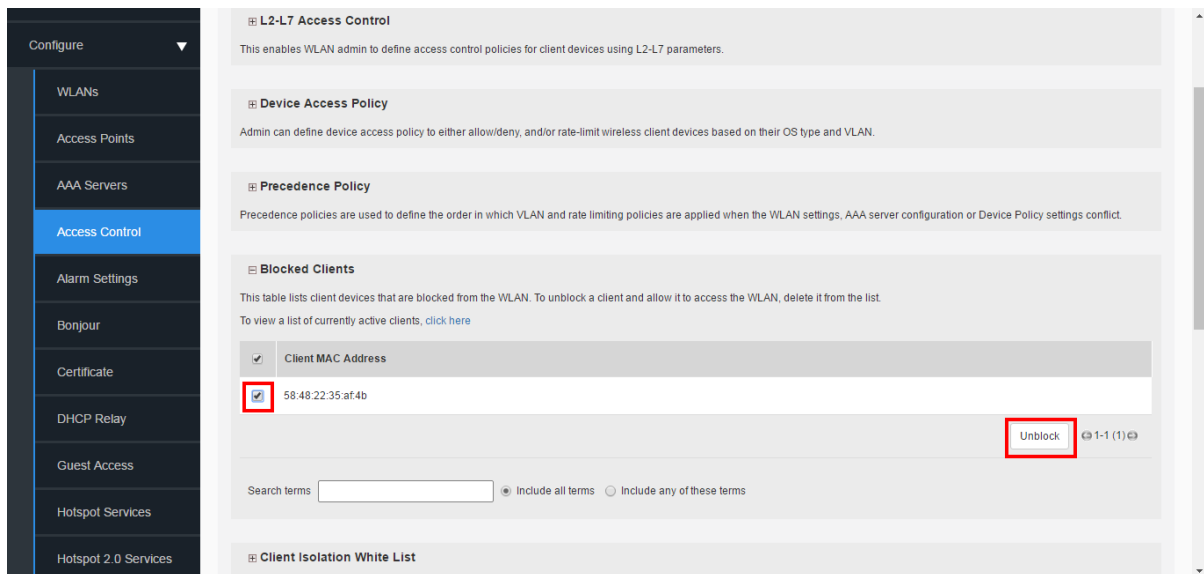 Configure
WLANs
Access Points
AAA Servers
Access Control
Alarm Settings
Bonjour
Certificate
DHCP Relay
Guest Access
Hotspot Services
Hotspot 2.0 Services
L2-L7 Access Control
This enables WLAN admin to define access control policies for client devices using L2-L7 parameters.
Device Access Policy
Admin can define device access policy to either allow/deny, and/or rate-limit wireless client devices based on their OS type and VLAN.
Precedence Policy
Precedence policies are used to define the order in which VLAN and rate limiting policies are applied when the WLAN settings, AAA server configuration or Device Policy settings conflict.
Blocked Clients
This table lists client devices that are blocked from the WLAN. To unblock a client and allow it to access the WLAN, delete it from the list.
To view a list of currently active clients, click here
Client MAC Address
58:48:22:35:af:4b
Unblock 1-1 (1)
Search terms Include all terms Include any of these terms
Client Isolation White List